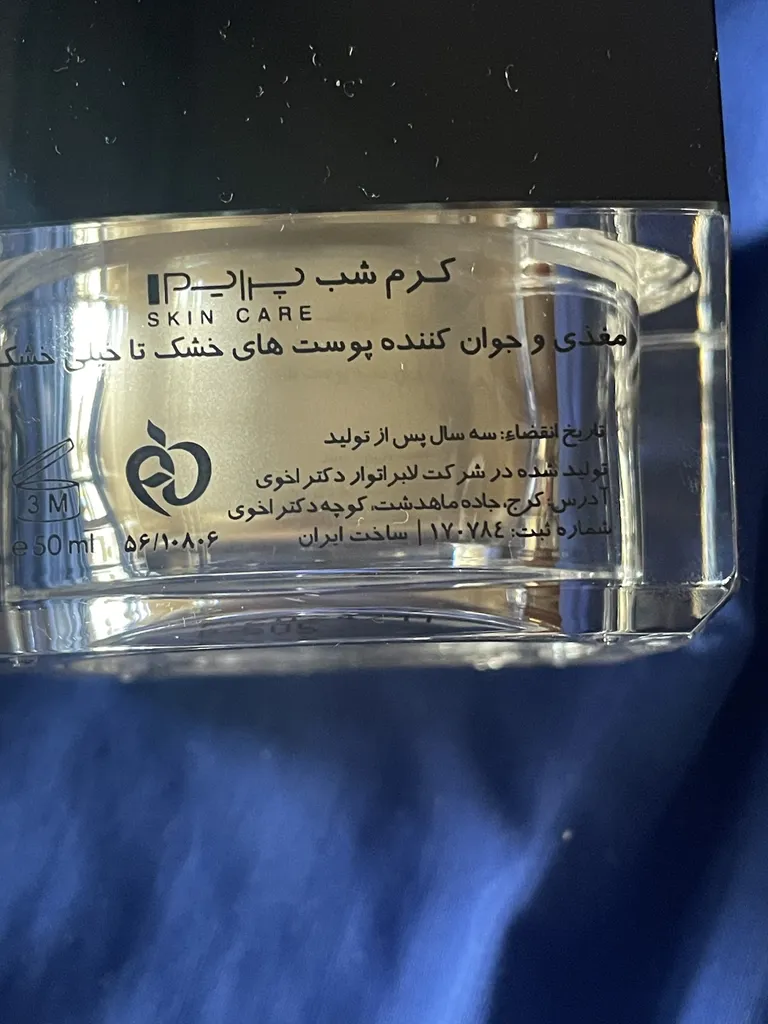 کرم شب پرایم
SKIN CARE
مغذی و جوان کننده پوست های خشک تا خیلی خشک
تاریخ انقضاء: سه سال پس از تولید
تولید شده در شرکت لابراتوار دکتر اخوی
آدرس: کرج، جاده ماهدشت، کوچه دکتر اخوی
شماره ثبت: ۱۷۰۷۸٤ | ساخت ایران
3 M
e 50 ml
۵۶/۱۰۸۰۶